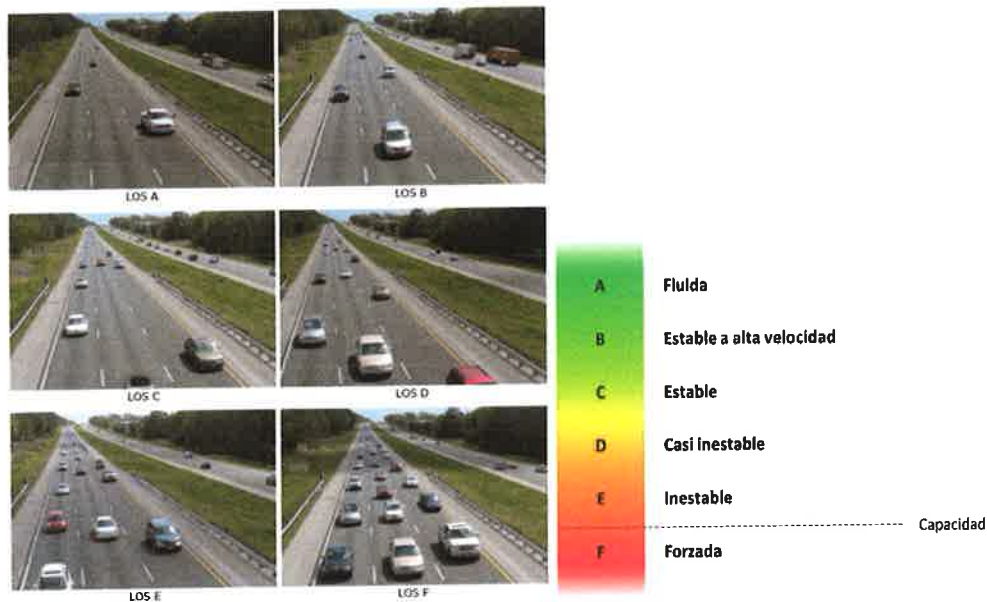 LOS A
LOS B
LOS C
LOS D
LOS E
LOS F
A Fluida
B Estable a alta velocidad
C Estable
D Casi inestable
E Inestable
Capacidad
F Forzada